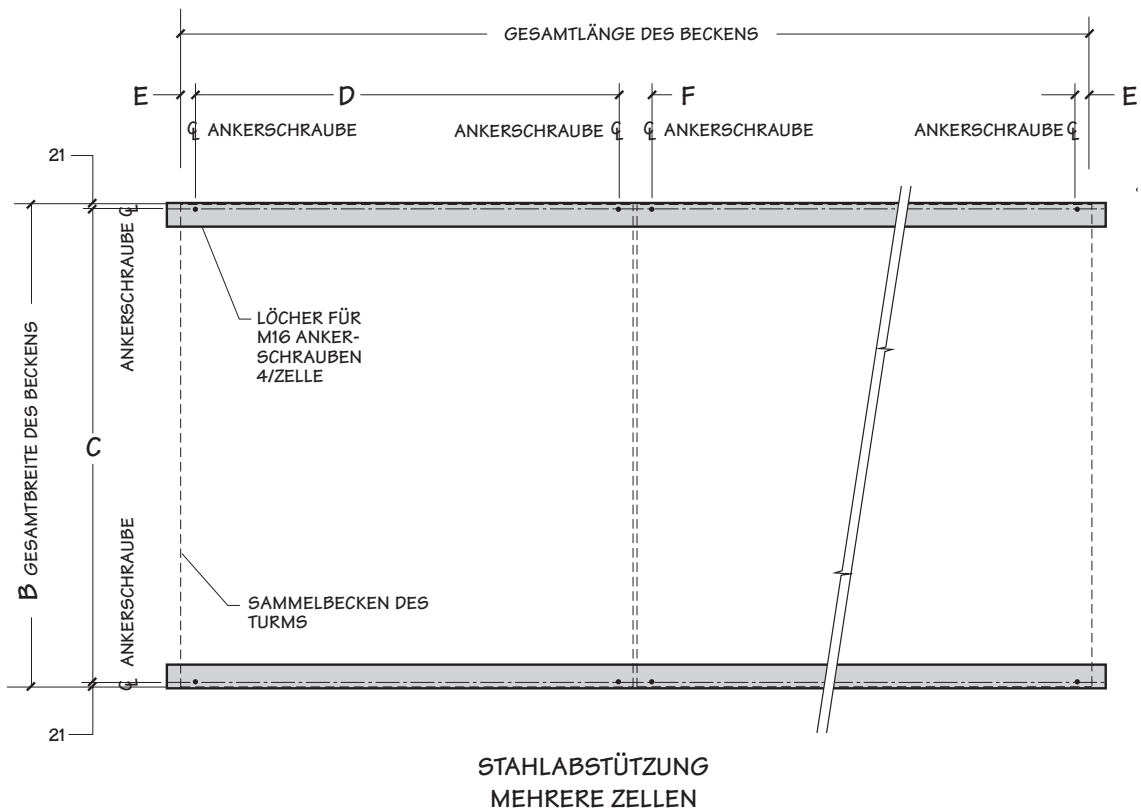 GESAMTLÄNGE DES BECKENS
E
D
F
E
℄ ANKERSCHRAUBE
ANKERSCHRAUBE ℄
℄ ANKERSCHRAUBE
ANKERSCHRAUBE ℄
21
ANKERSCHRAUBE ℄
LÖCHER FÜR
M16 ANKER-
SCHRAUBEN
4/ZELLE
B GESAMTBREITE DES BECKENS
C
℄ ANKERSCHRAUBE
SAMMELBECKEN DES
TURMS
21
STAHLABSTÜTZUNG
MEHRERE ZELLEN